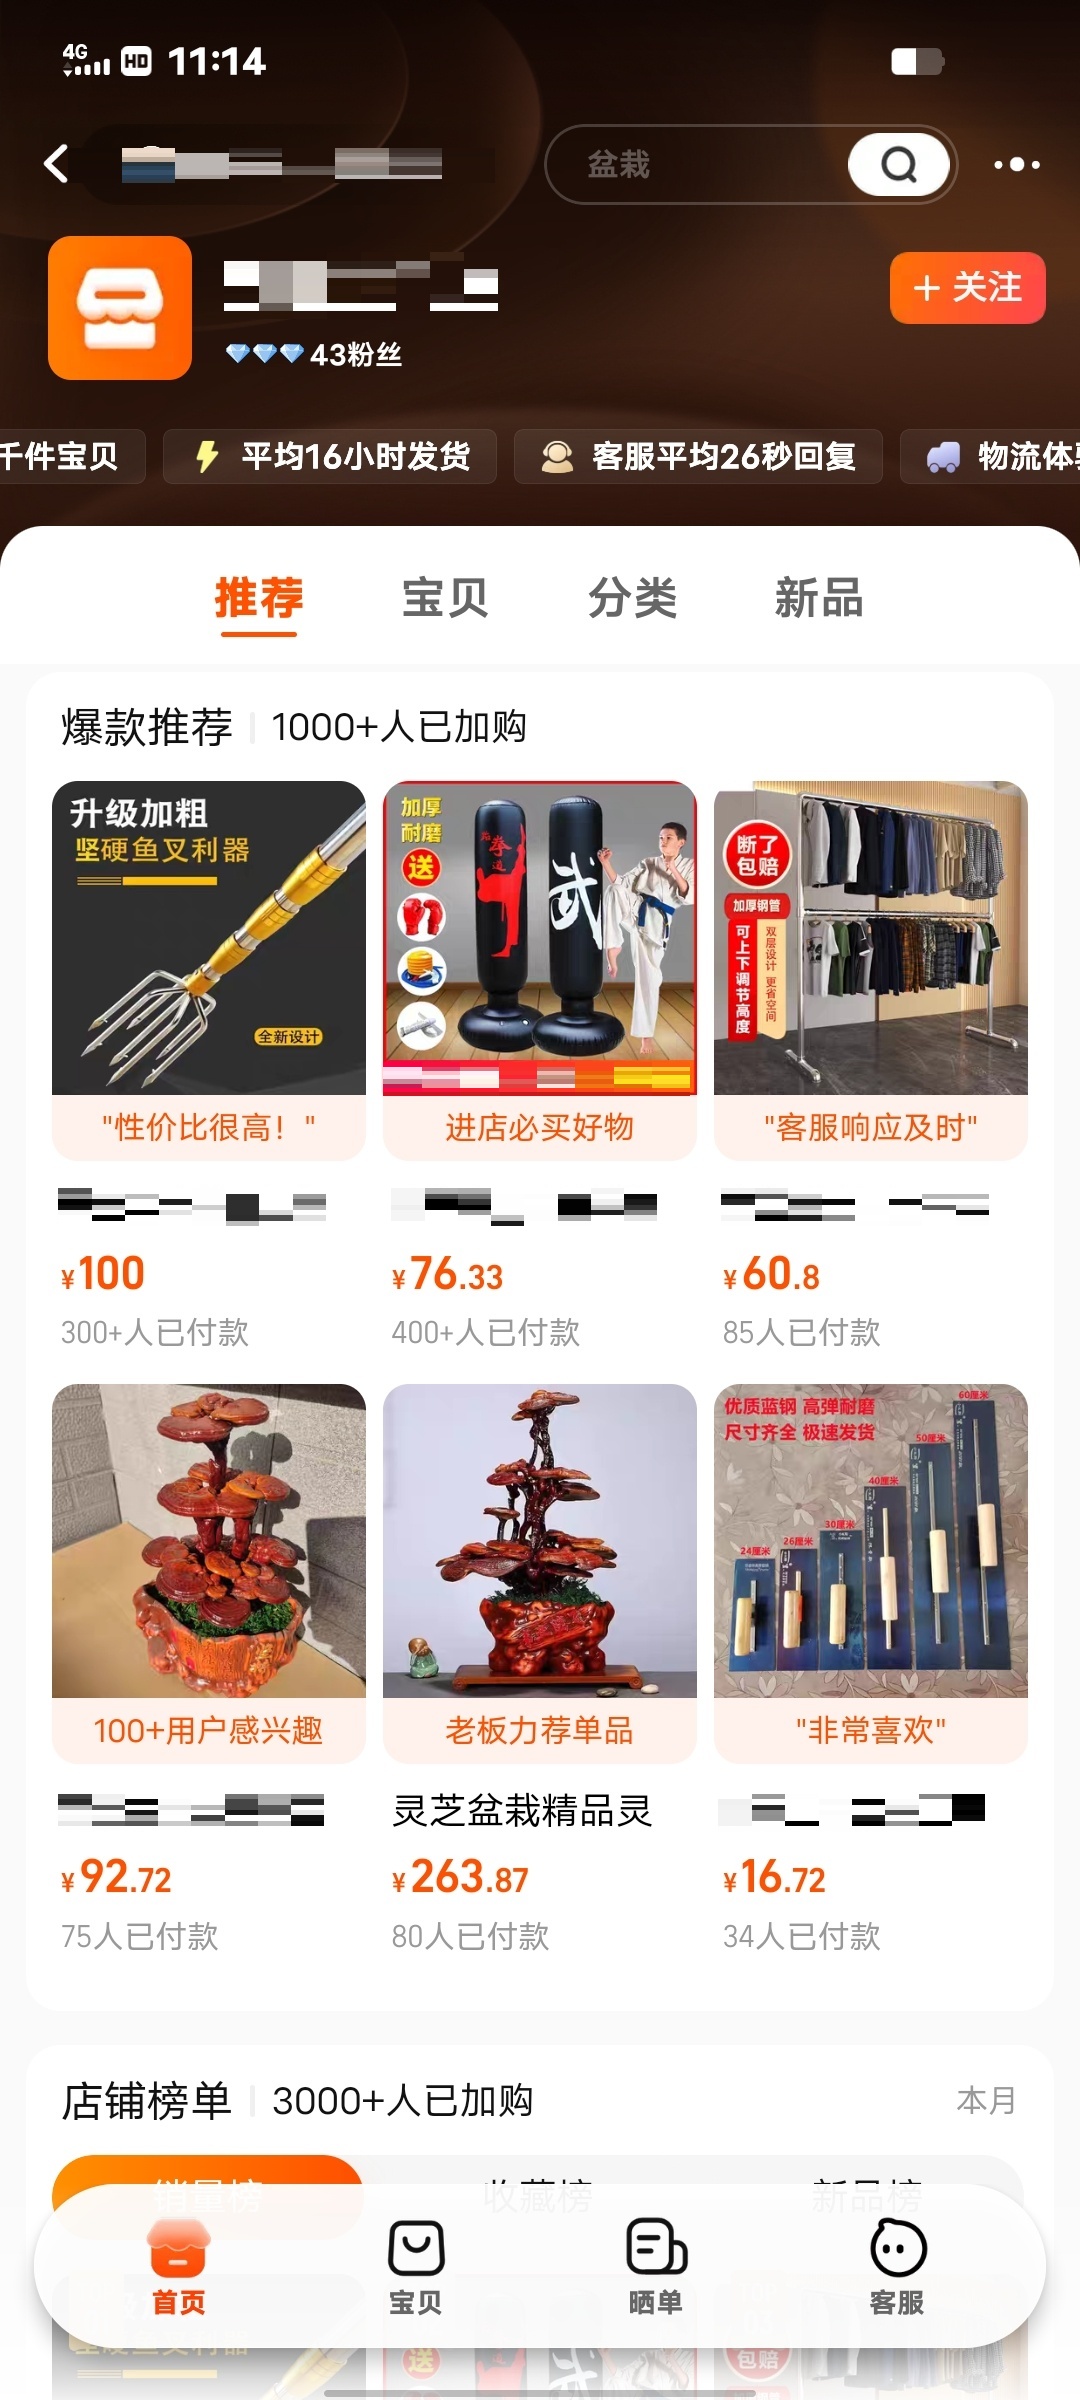 4G HD 11:14
盆栽
+ 关注
43粉丝
千件宝贝
平均16小时发货
客服平均26秒回复
物流体
推荐 宝贝 分类 新品
爆款推荐 1000+人已加购
升级加粗
坚硬鱼叉利器
全新设计
加厚
耐磨
送
拳
道
武
断了
包赔
加厚钢管
可上下调节高度
双层设计 更省空间
"性价比很高！"
进店必买好物
"客服响应及时"
¥100
¥76.33
¥60.8
300+人已付款
400+人已付款
85人已付款
优质蓝钢 高弹耐磨
尺寸齐全 极速发货
24厘米
26厘米
30厘米
40厘米
50厘米
60厘米
100+用户感兴趣
老板力荐单品
"非常喜欢"
灵芝盆栽精品灵
¥92.72
¥263.87
¥16.72
75人已付款
80人已付款
34人已付款
店铺榜单 3000+人已加购
本月
销量榜
收藏榜
新品榜
首页
宝贝
晒单
客服
送
武
包赔